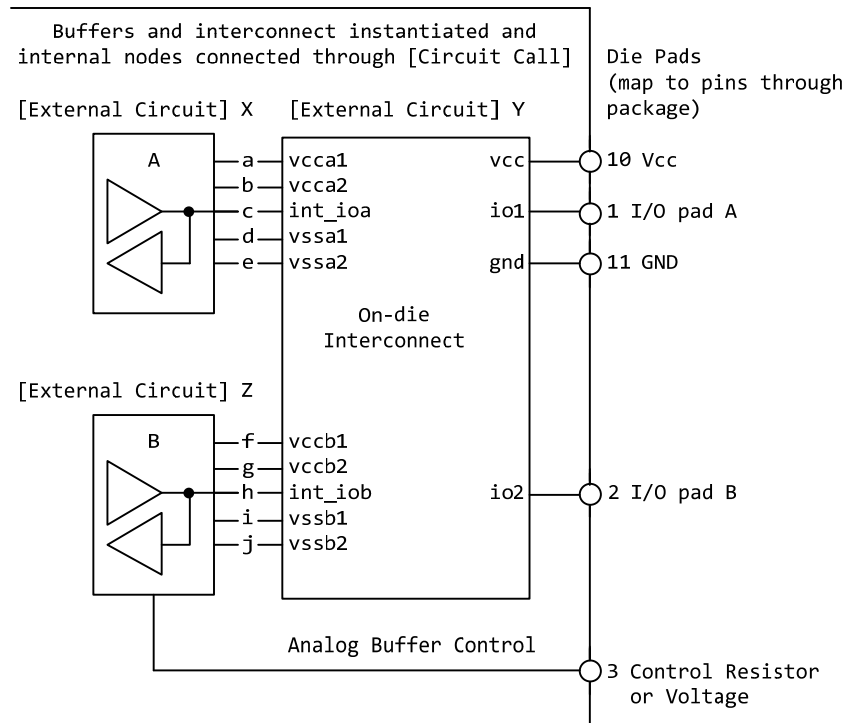 Buffers and interconnect instantiated and
internal nodes connected through [Circuit Call]
Die Pads
(map to pins through
package)
[External Circuit] X
[External Circuit] Y
A
a
b
c
d
e
vcca1
vcca2
int_ioa
vssa1
vssa2
vcc
io1
gnd
10 Vcc
1 I/O pad A
11 GND
On-die
Interconnect
[External Circuit] Z
B
f
g
h
i
j
vccb1
vccb2
int_iob
vssb1
vssb2
io2
2 I/O pad B
Analog Buffer Control
3 Control Resistor
or Voltage